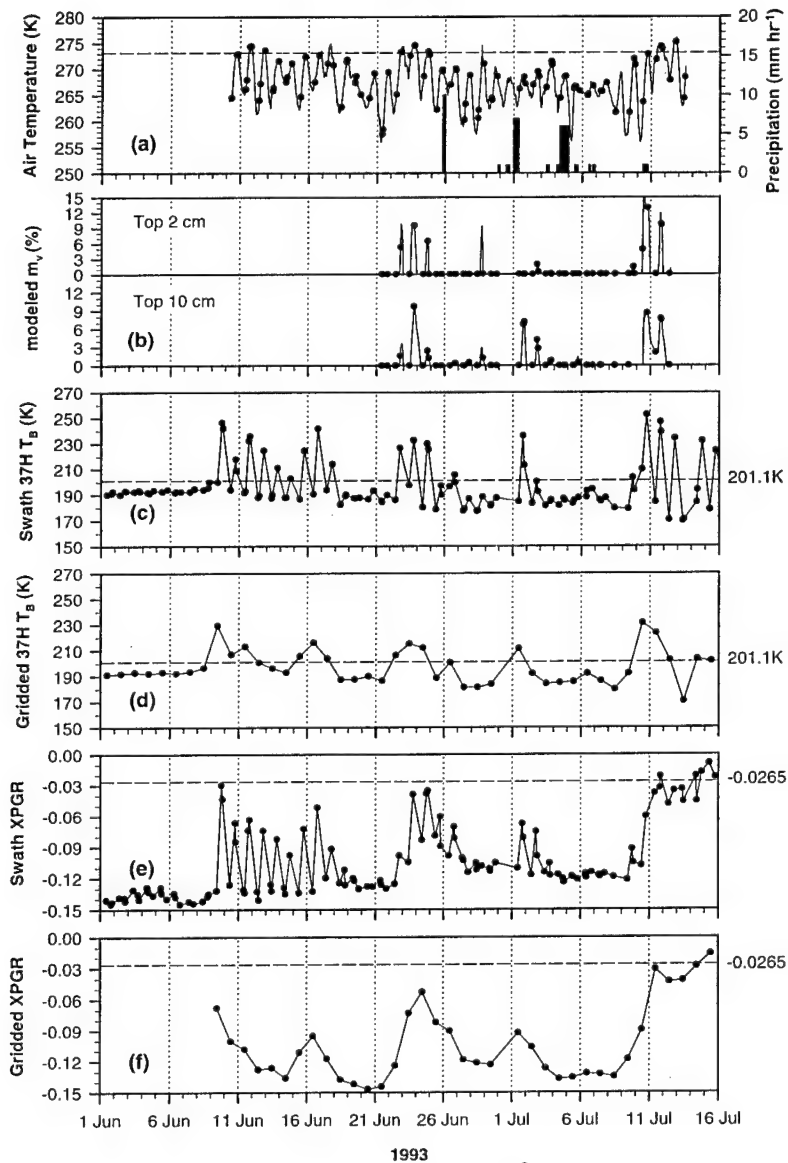 Air Temperature (K)
280
275
270
265
260
255
250
(a)
20
15
10
5
0
Precipitation (mm hr⁻¹)
modeled mᵥ (%)
15
12
9
6
3
0
Top 2 cm
12
9
6
3
0
Top 10 cm
(b)
Swath 37H T_B (K)
270
250
230
210
190
170
150
(c)
201.1K
Gridded 37H T_B (K)
270
250
230
210
190
170
150
(d)
201.1K
Swath XPGR
0.00
-0.03
-0.06
-0.09
-0.12
-0.15
(e)
-0.0265
Gridded XPGR
0.00
-0.03
-0.06
-0.09
-0.12
-0.15
(f)
-0.0265
1 Jun 6 Jun 11 Jun 16 Jun 21 Jun 26 Jun 1 Jul 6 Jul 11 Jul 16 Jul
1993